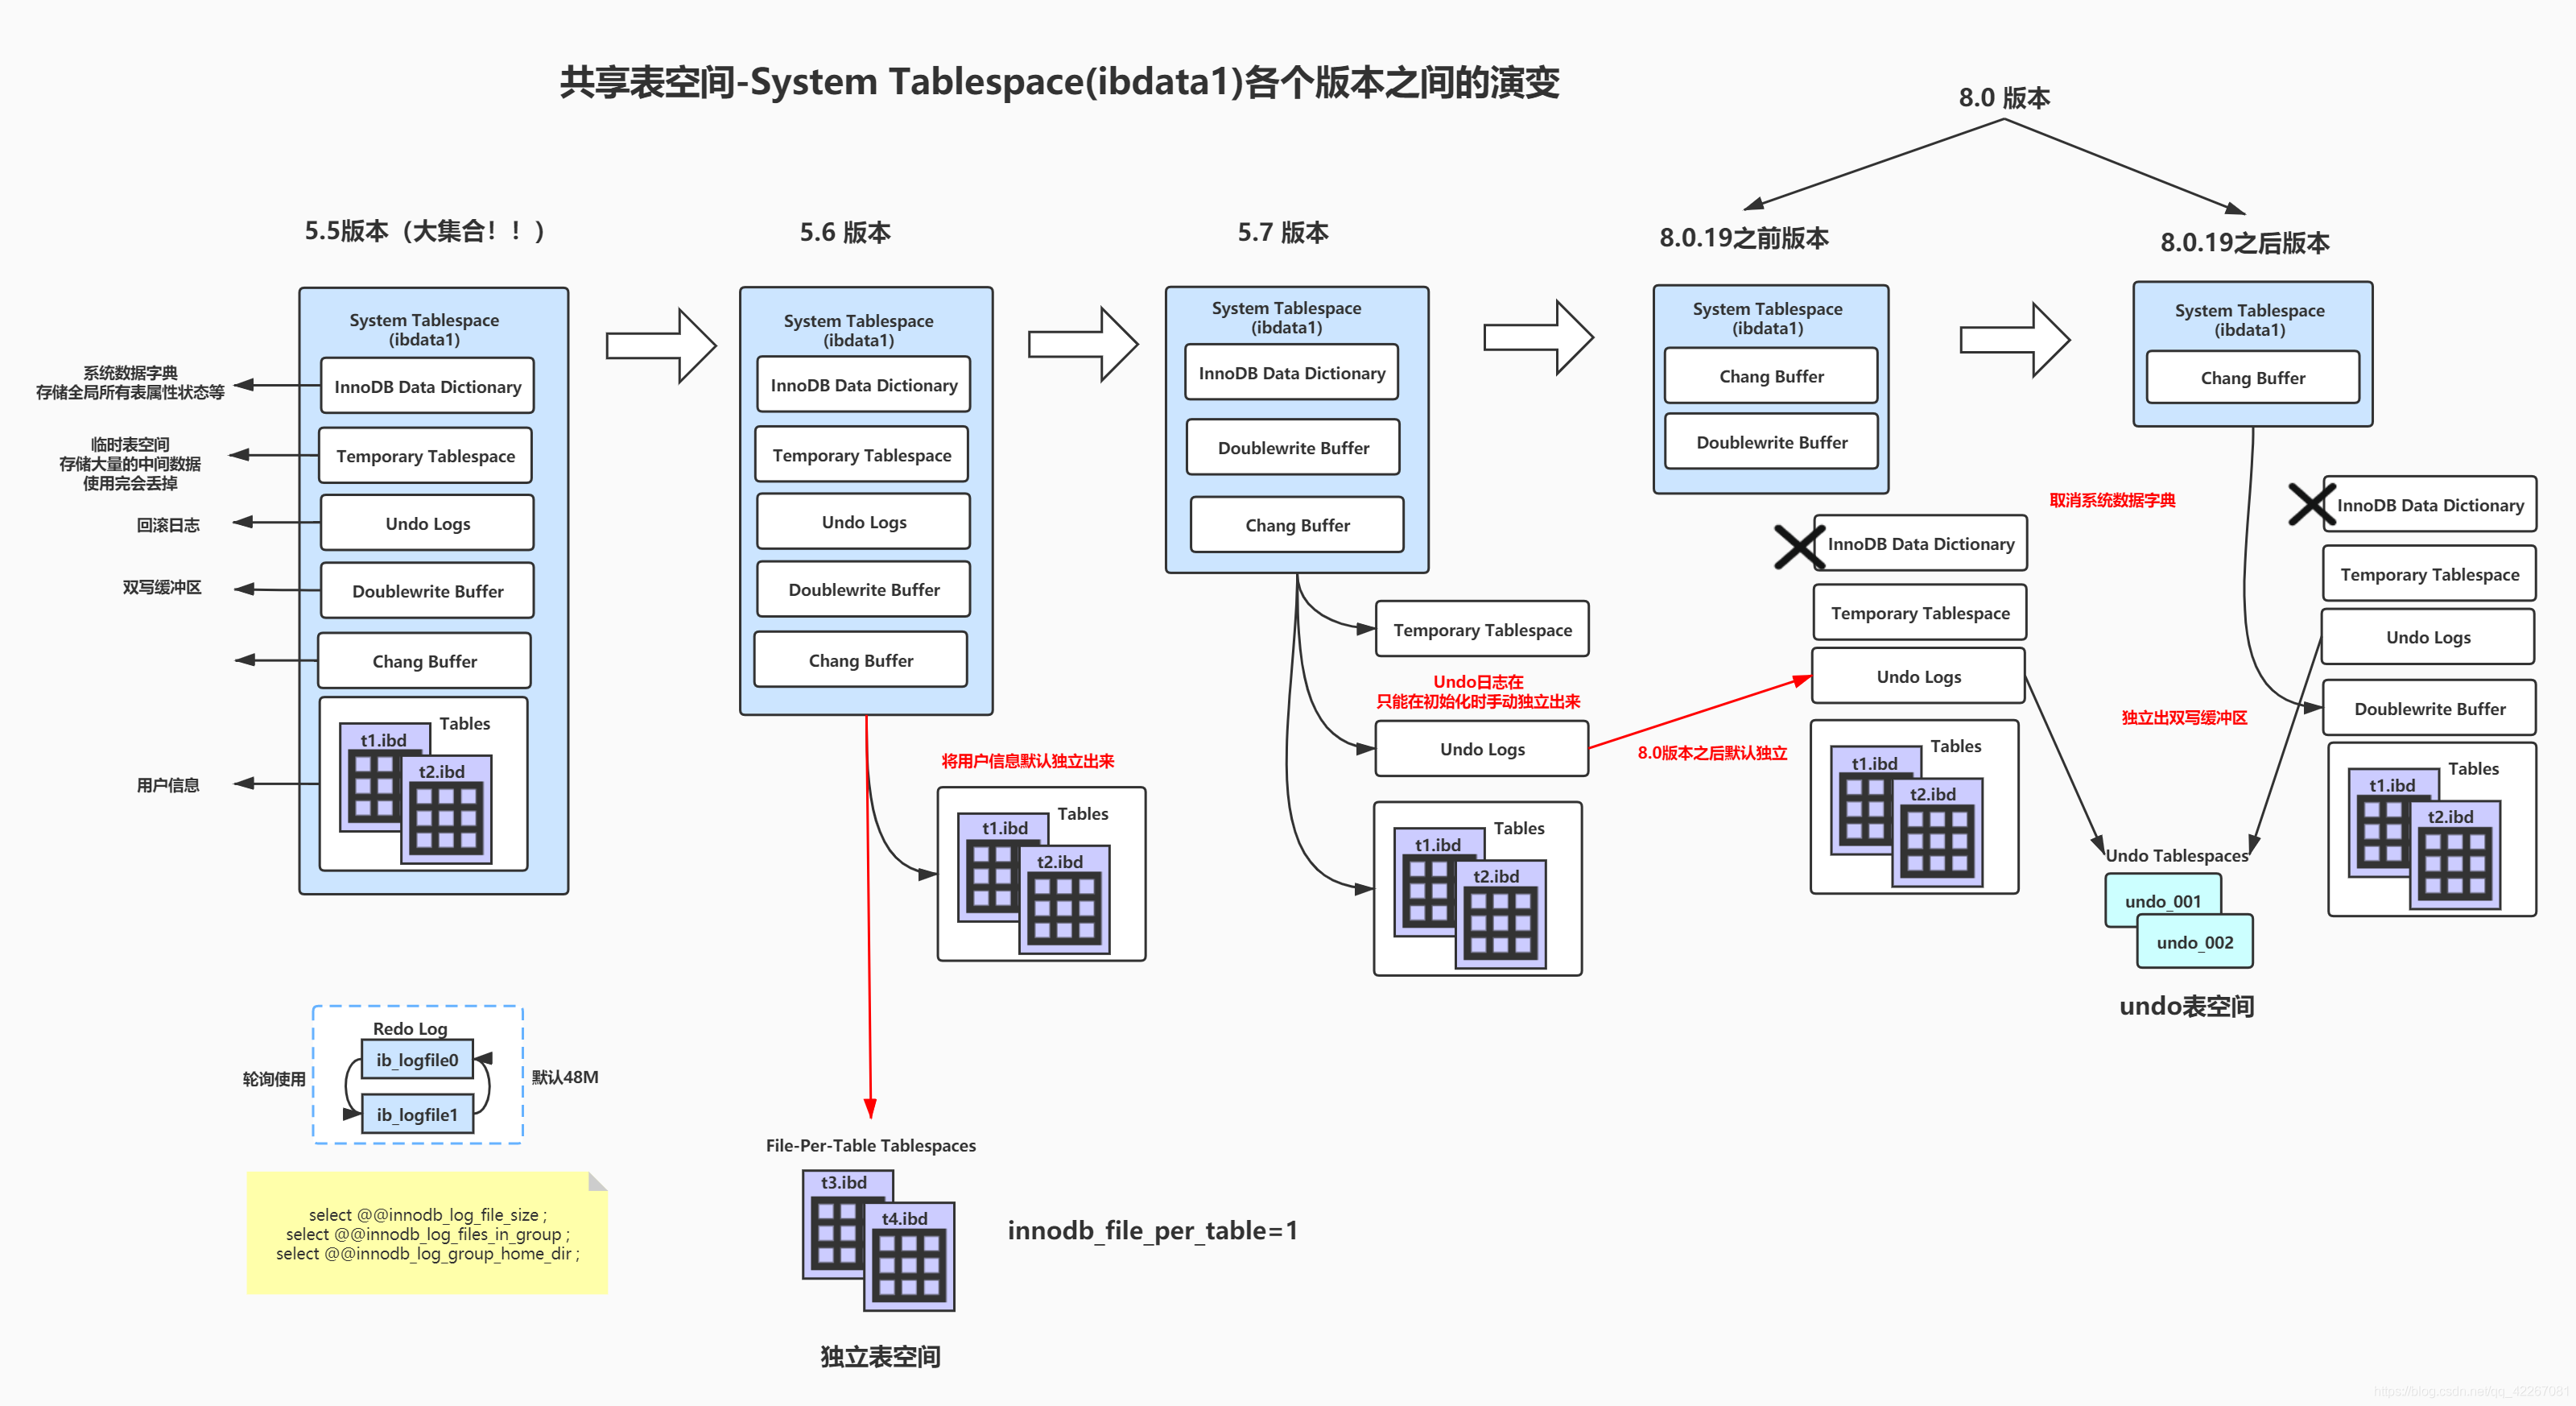 共享表空间-System Tablespace(ibdata1)各个版本之间的演变
8.0 版本
5.5版本（大集合！！）
5.6 版本
5.7 版本
8.0.19之前版本
8.0.19之后版本
System Tablespace
(ibdata1)
InnoDB Data Dictionary
Temporary Tablespace
Undo Logs
Doublewrite Buffer
Chang Buffer
Tables
t1.ibd
t2.ibd
系统数据字典
存储全局所有表属性状态等
临时表空间
存储大量的中间数据
使用完会丢掉
回滚日志
双写缓冲区
用户信息
Redo Log
ib_logfile0
ib_logfile1
轮询使用
默认48M
select @@innodb_log_file_size ;
select @@innodb_log_files_in_group ;
select @@innodb_log_group_home_dir ;
System Tablespace
(ibdata1)
InnoDB Data Dictionary
Temporary Tablespace
Undo Logs
Doublewrite Buffer
Chang Buffer
将用户信息默认独立出来
Tables
t1.ibd
t2.ibd
File-Per-Table Tablespaces
t3.ibd
t4.ibd
innodb_file_per_table=1
独立表空间
System Tablespace
(ibdata1)
InnoDB Data Dictionary
Doublewrite Buffer
Chang Buffer
Temporary Tablespace
Undo日志在
只能在初始化时手动独立出来
Undo Logs
Tables
t1.ibd
t2.ibd
8.0版本之后默认独立
System Tablespace
(ibdata1)
Chang Buffer
Doublewrite Buffer
InnoDB Data Dictionary
Temporary Tablespace
Undo Logs
Tables
t1.ibd
t2.ibd
取消系统数据字典
独立出双写缓冲区
Undo Tablespaces
undo_001
undo_002
undo表空间
System Tablespace
(ibdata1)
Chang Buffer
InnoDB Data Dictionary
Temporary Tablespace
Undo Logs
Doublewrite Buffer
Tables
t1.ibd
t2.ibd
https://blog.csdn.net/qq_42267081